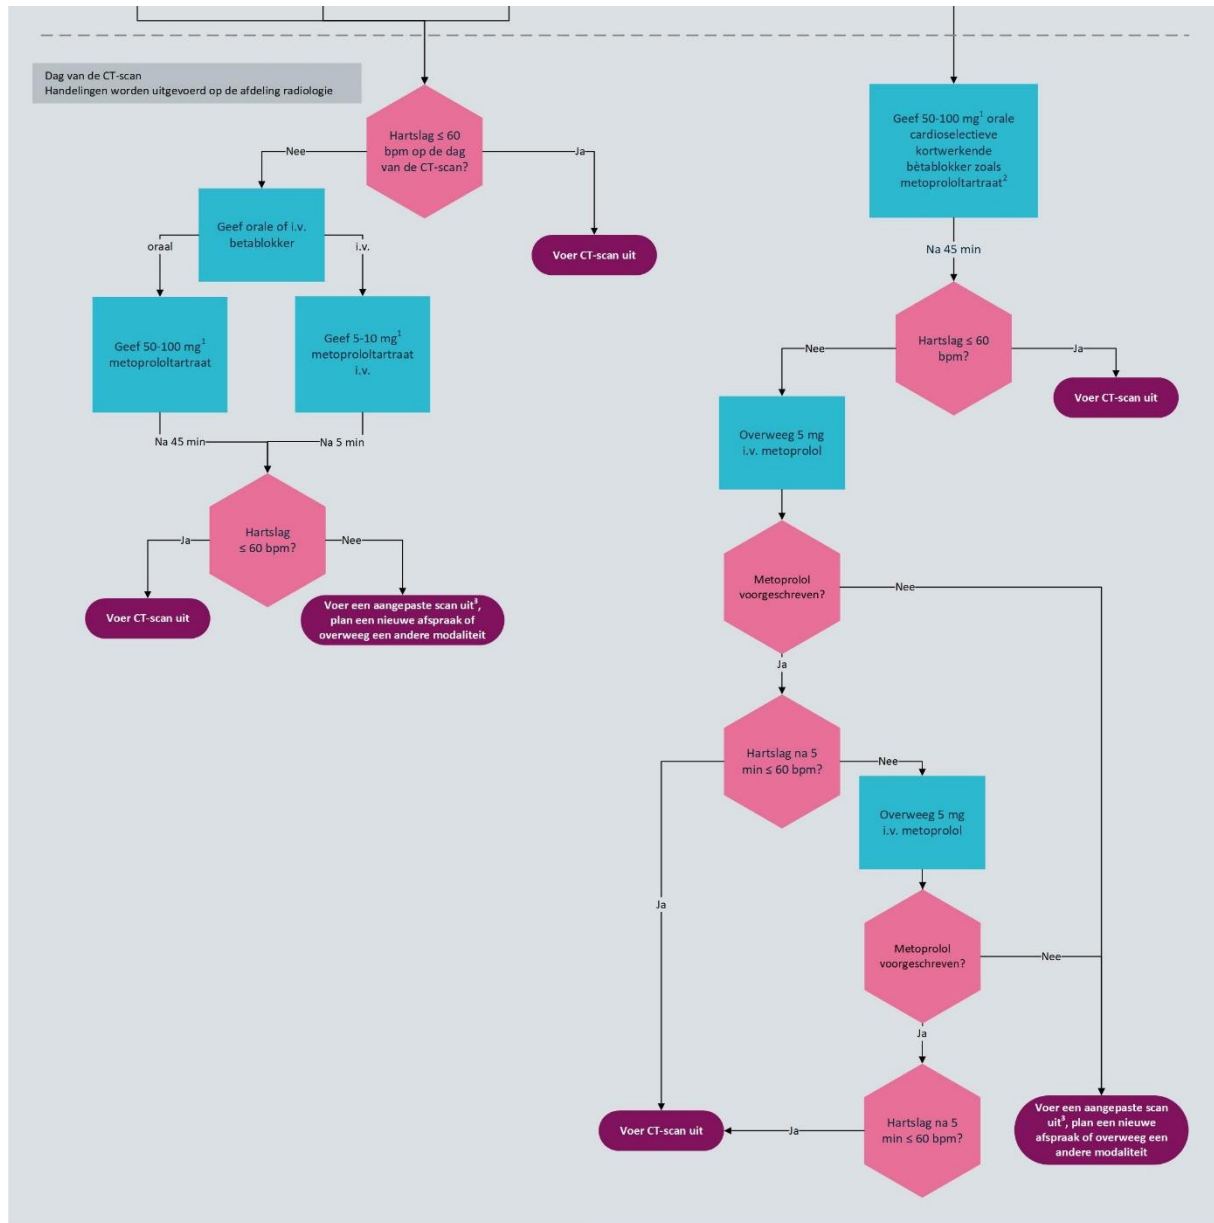 Dag van de CT-scan
Handelingen worden uitgevoerd op de afdeling radiologie
Hartslag ≤ 60
bpm op de dag
van de CT-scan?
Nee
Ja
Geef orale of i.v.
betablokker
oraal
i.v.
Voer CT-scan uit
Geef 50-100 mg¹
metoprololtartraat
Geef 5-10 mg¹
metoprololtartraat
i.v.
Na 45 min
Na 5 min
Hartslag
≤ 60 bpm?
Ja
Nee
Voer CT-scan uit
Voer een aangepaste scan uit³,
plan een nieuwe afspraak of
overweeg een andere modaliteit
Geef 50-100 mg¹ orale
cardioselectieve
kortwerkende
bètablokker zoals
metoprololtartraat²
Na 45 min
Hartslag ≤ 60
bpm?
Nee
Ja
Voer CT-scan uit
Overweeg 5 mg
i.v. metoprolol
Metoprolol
voorgeschreven?
Nee
Ja
Hartslag na 5
min ≤ 60 bpm?
Nee
Overweeg 5 mg
i.v. metoprolol
Ja
Metoprolol
voorgeschreven?
Nee
Ja
Hartslag na 5
min ≤ 60 bpm?
Ja
Voer CT-scan uit
Voer een aangepaste scan
uit³, plan een nieuwe
afspraak of overweeg een
andere modaliteit